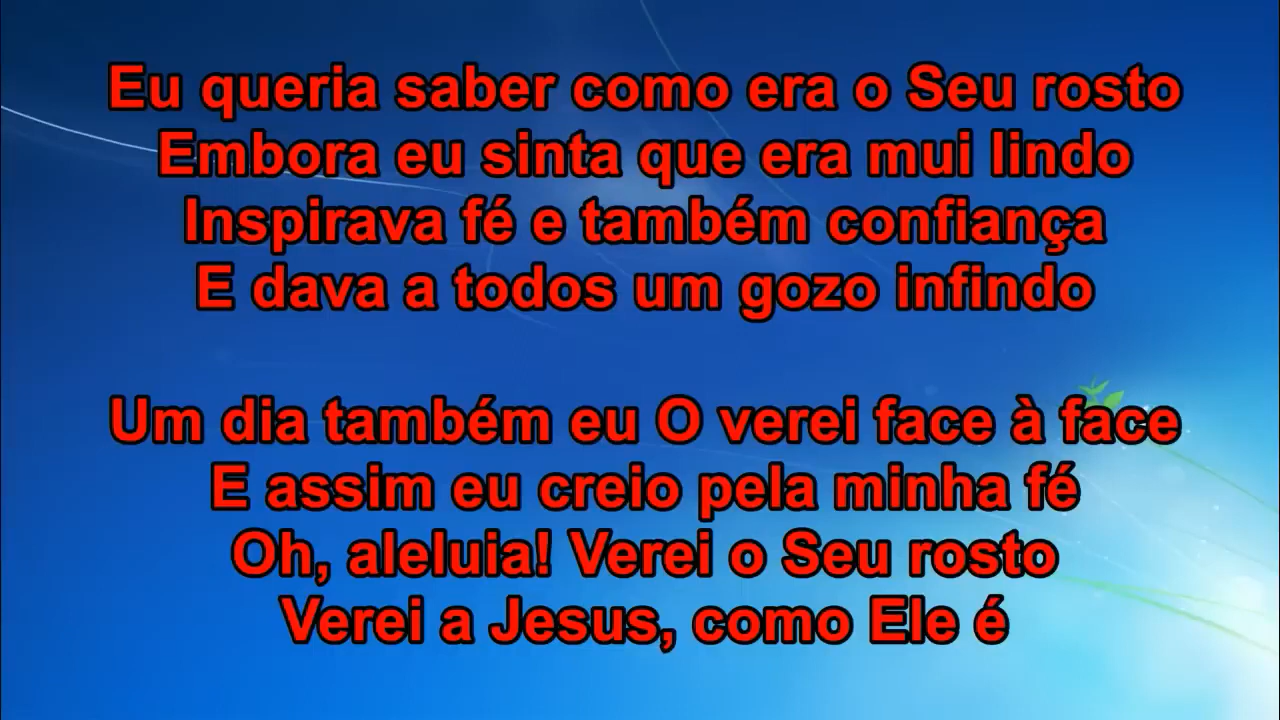 Eu queria saber como era o Seu rosto
Embora eu sinta que era mui lindo
Inspirava fé e também confiança
E dava a todos um gozo infindo
Um dia também eu O verei face à face
E assim eu creio pela minha fé
Oh, aleluia! Verei o Seu rosto
Verei a Jesus, como Ele é